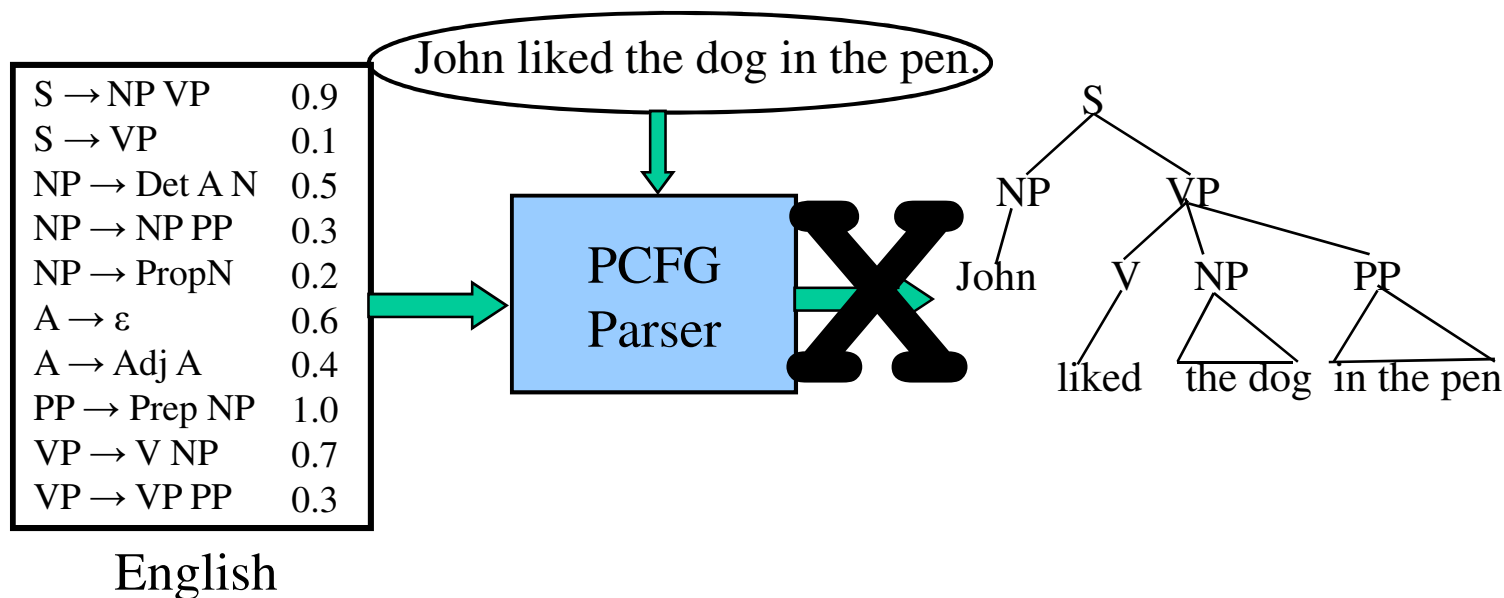 John liked the dog in the pen.
S → NP VP 0.9
S → VP 0.1
NP → Det A N 0.5
NP → NP PP 0.3
NP → PropN 0.2
A → ε 0.6
A → Adj A 0.4
PP → Prep NP 1.0
VP → V NP 0.7
VP → VP PP 0.3
English
PCFG
Parser
X
S
NP VP
John V NP PP
liked the dog in the pen